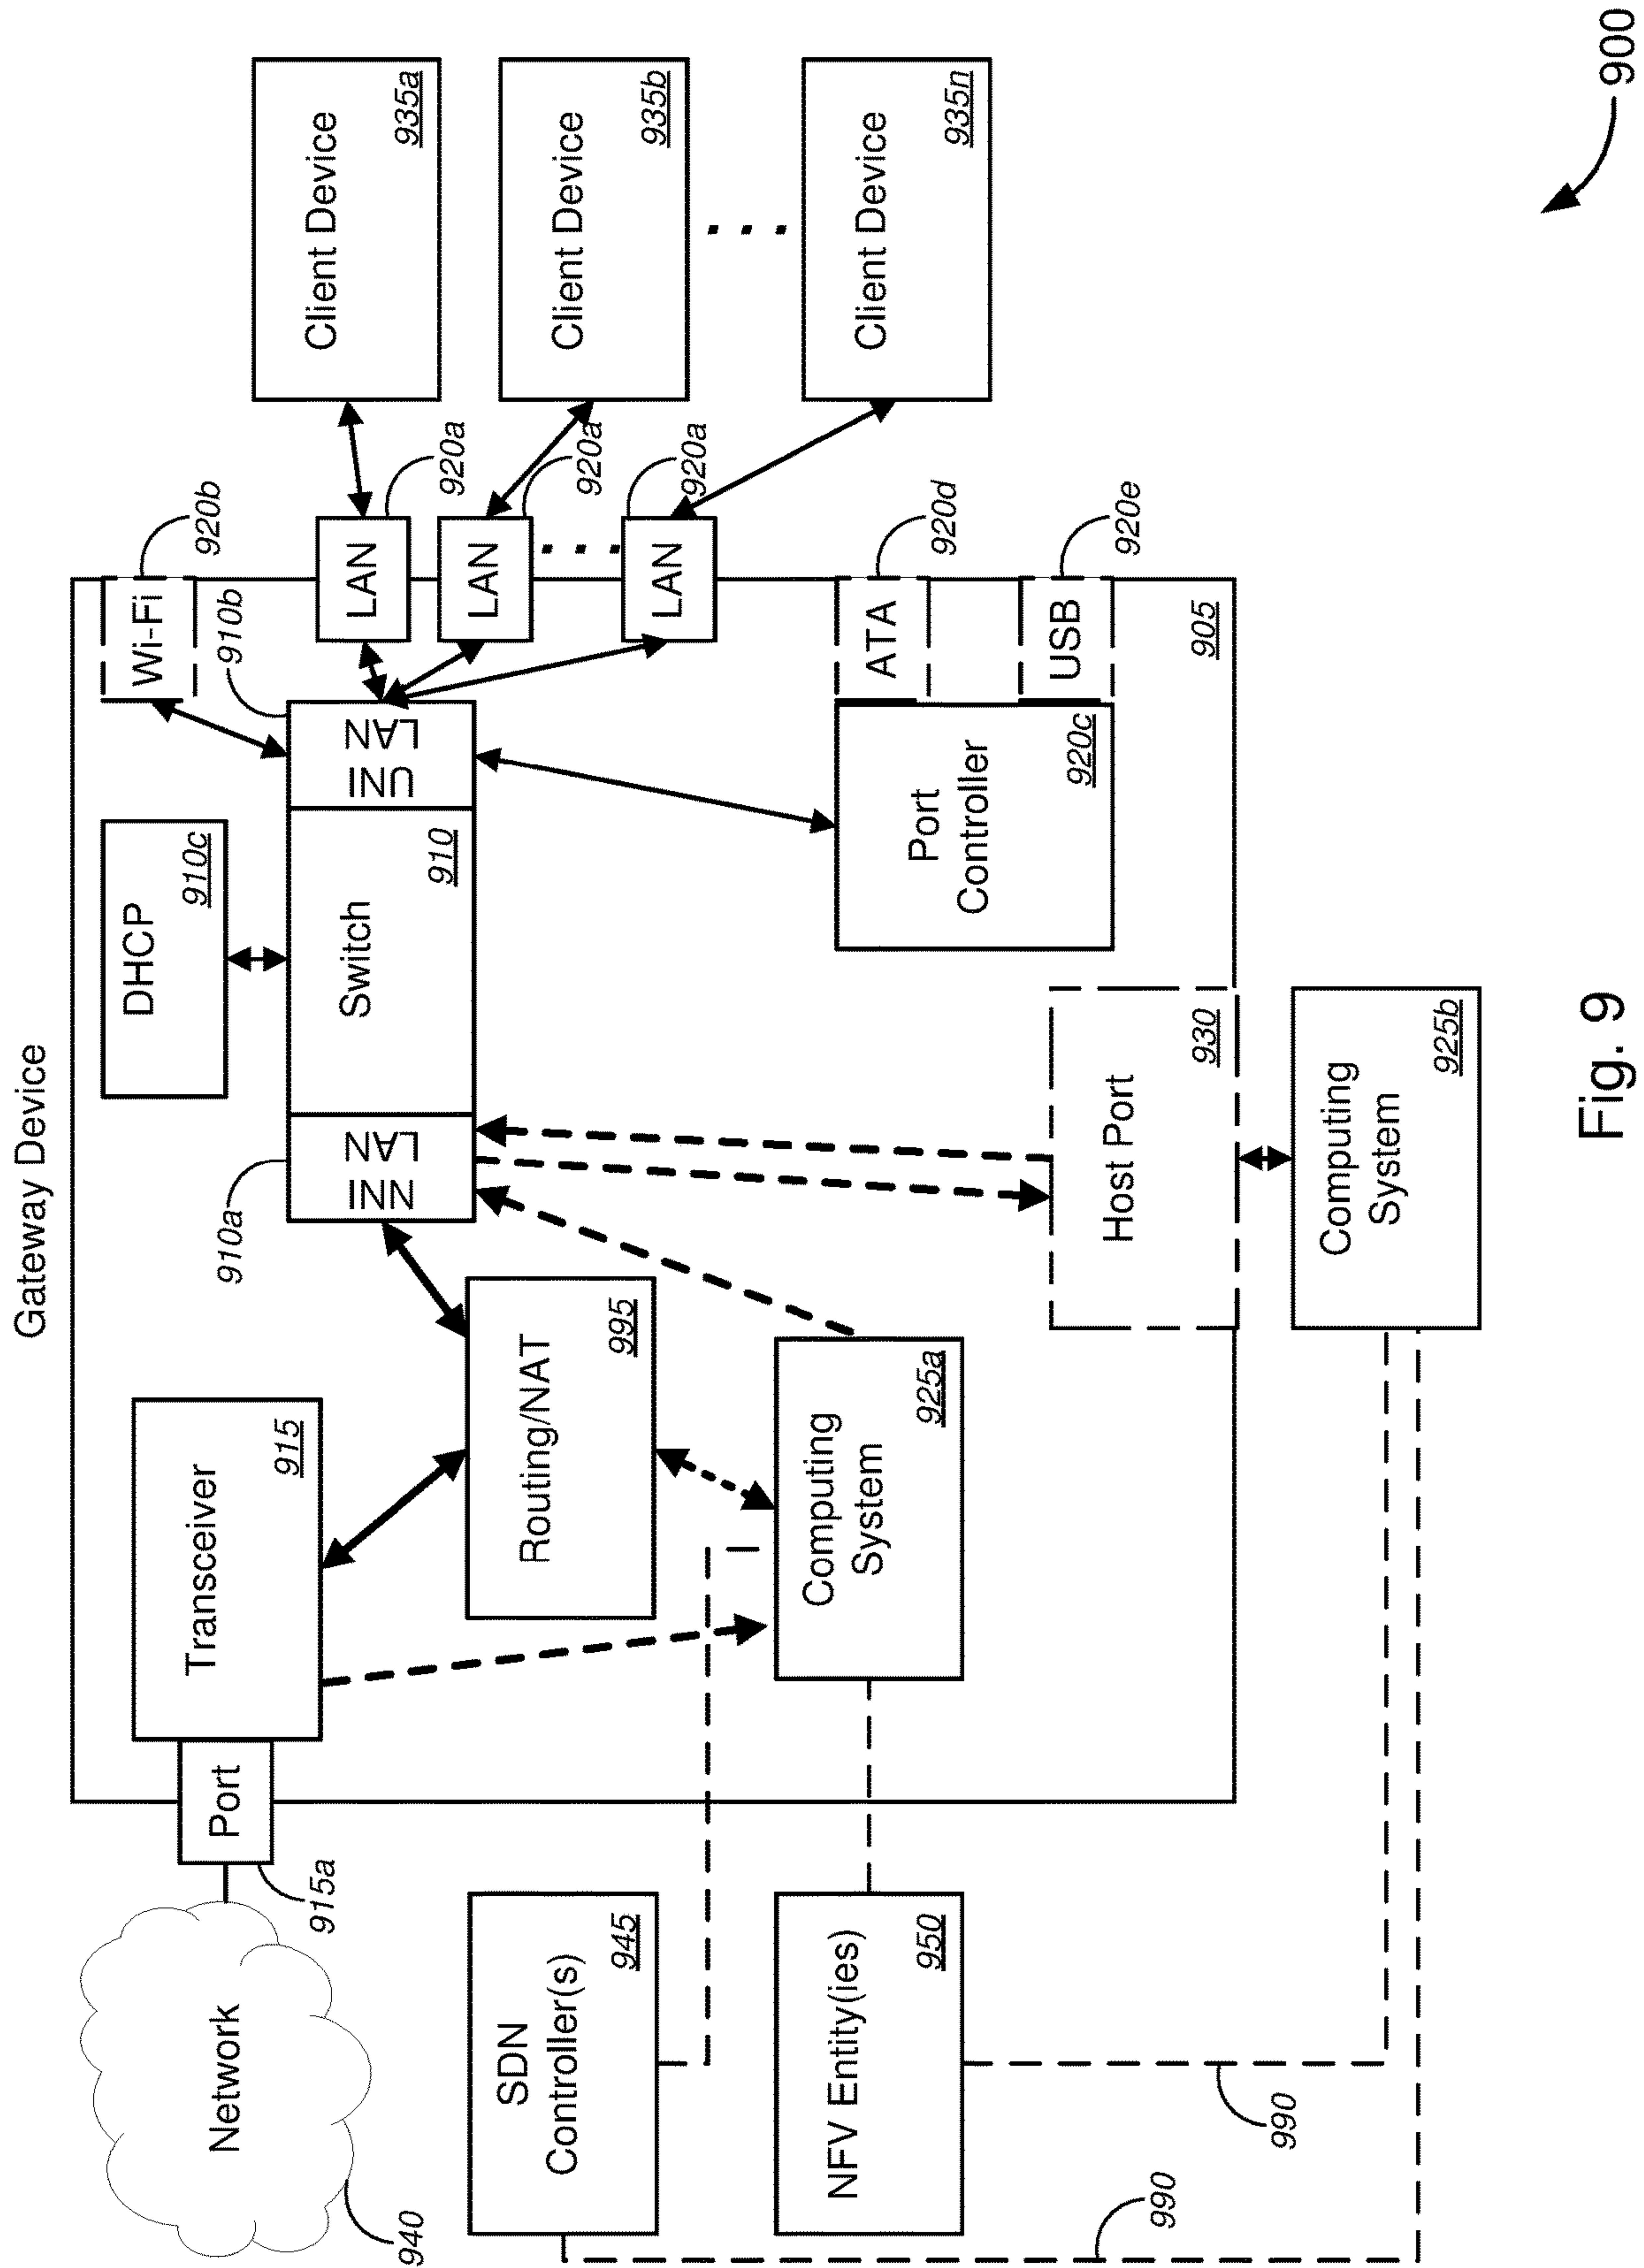 Gateway Device
Network
940
Port
915a
Transceiver
915
DHCP
910c
Wi-Fi
920b
910a
NNI
LAN
Switch
910
UNI
LAN
910b
LAN
920a
LAN
920a
LAN
920a
Client Device
935a
Client Device
935b
Client Device
935n
Routing/NAT
995
SDN
Controller(s)
945
Computing
System
925a
NFV Entity(ies)
950
Port
Controller
920c
ATA
920d
USB
920e
Host Port
930
905
Computing
System
925b
990
990
Fig. 9
900